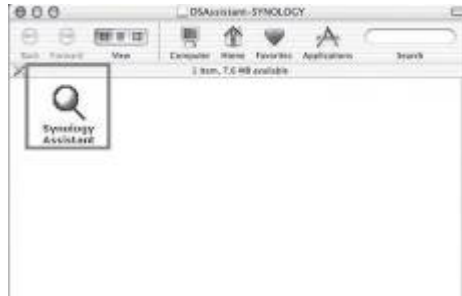 DSAssistant-SYNOLOGY
Back Forward View Computer Home Favorites Applications Search
1 item, 7.6 MB available
Synology
Assistant